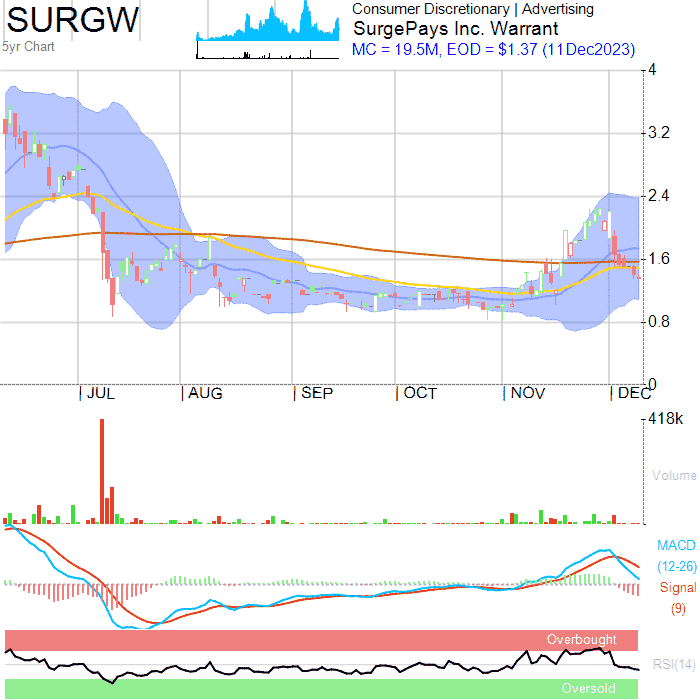 SURGW
5yr Chart
Consumer Discretionary | Advertising
SurgePays Inc. Warrant
MC = 19.5M, EOD = $1.37 (11Dec2023)
4
3.2
2.4
1.6
0.8
0
JUL AUG SEP OCT NOV DEC
418k
Volume
MACD
(12-26)
Signal
(9)
Overbought
RSI(14)
Oversold